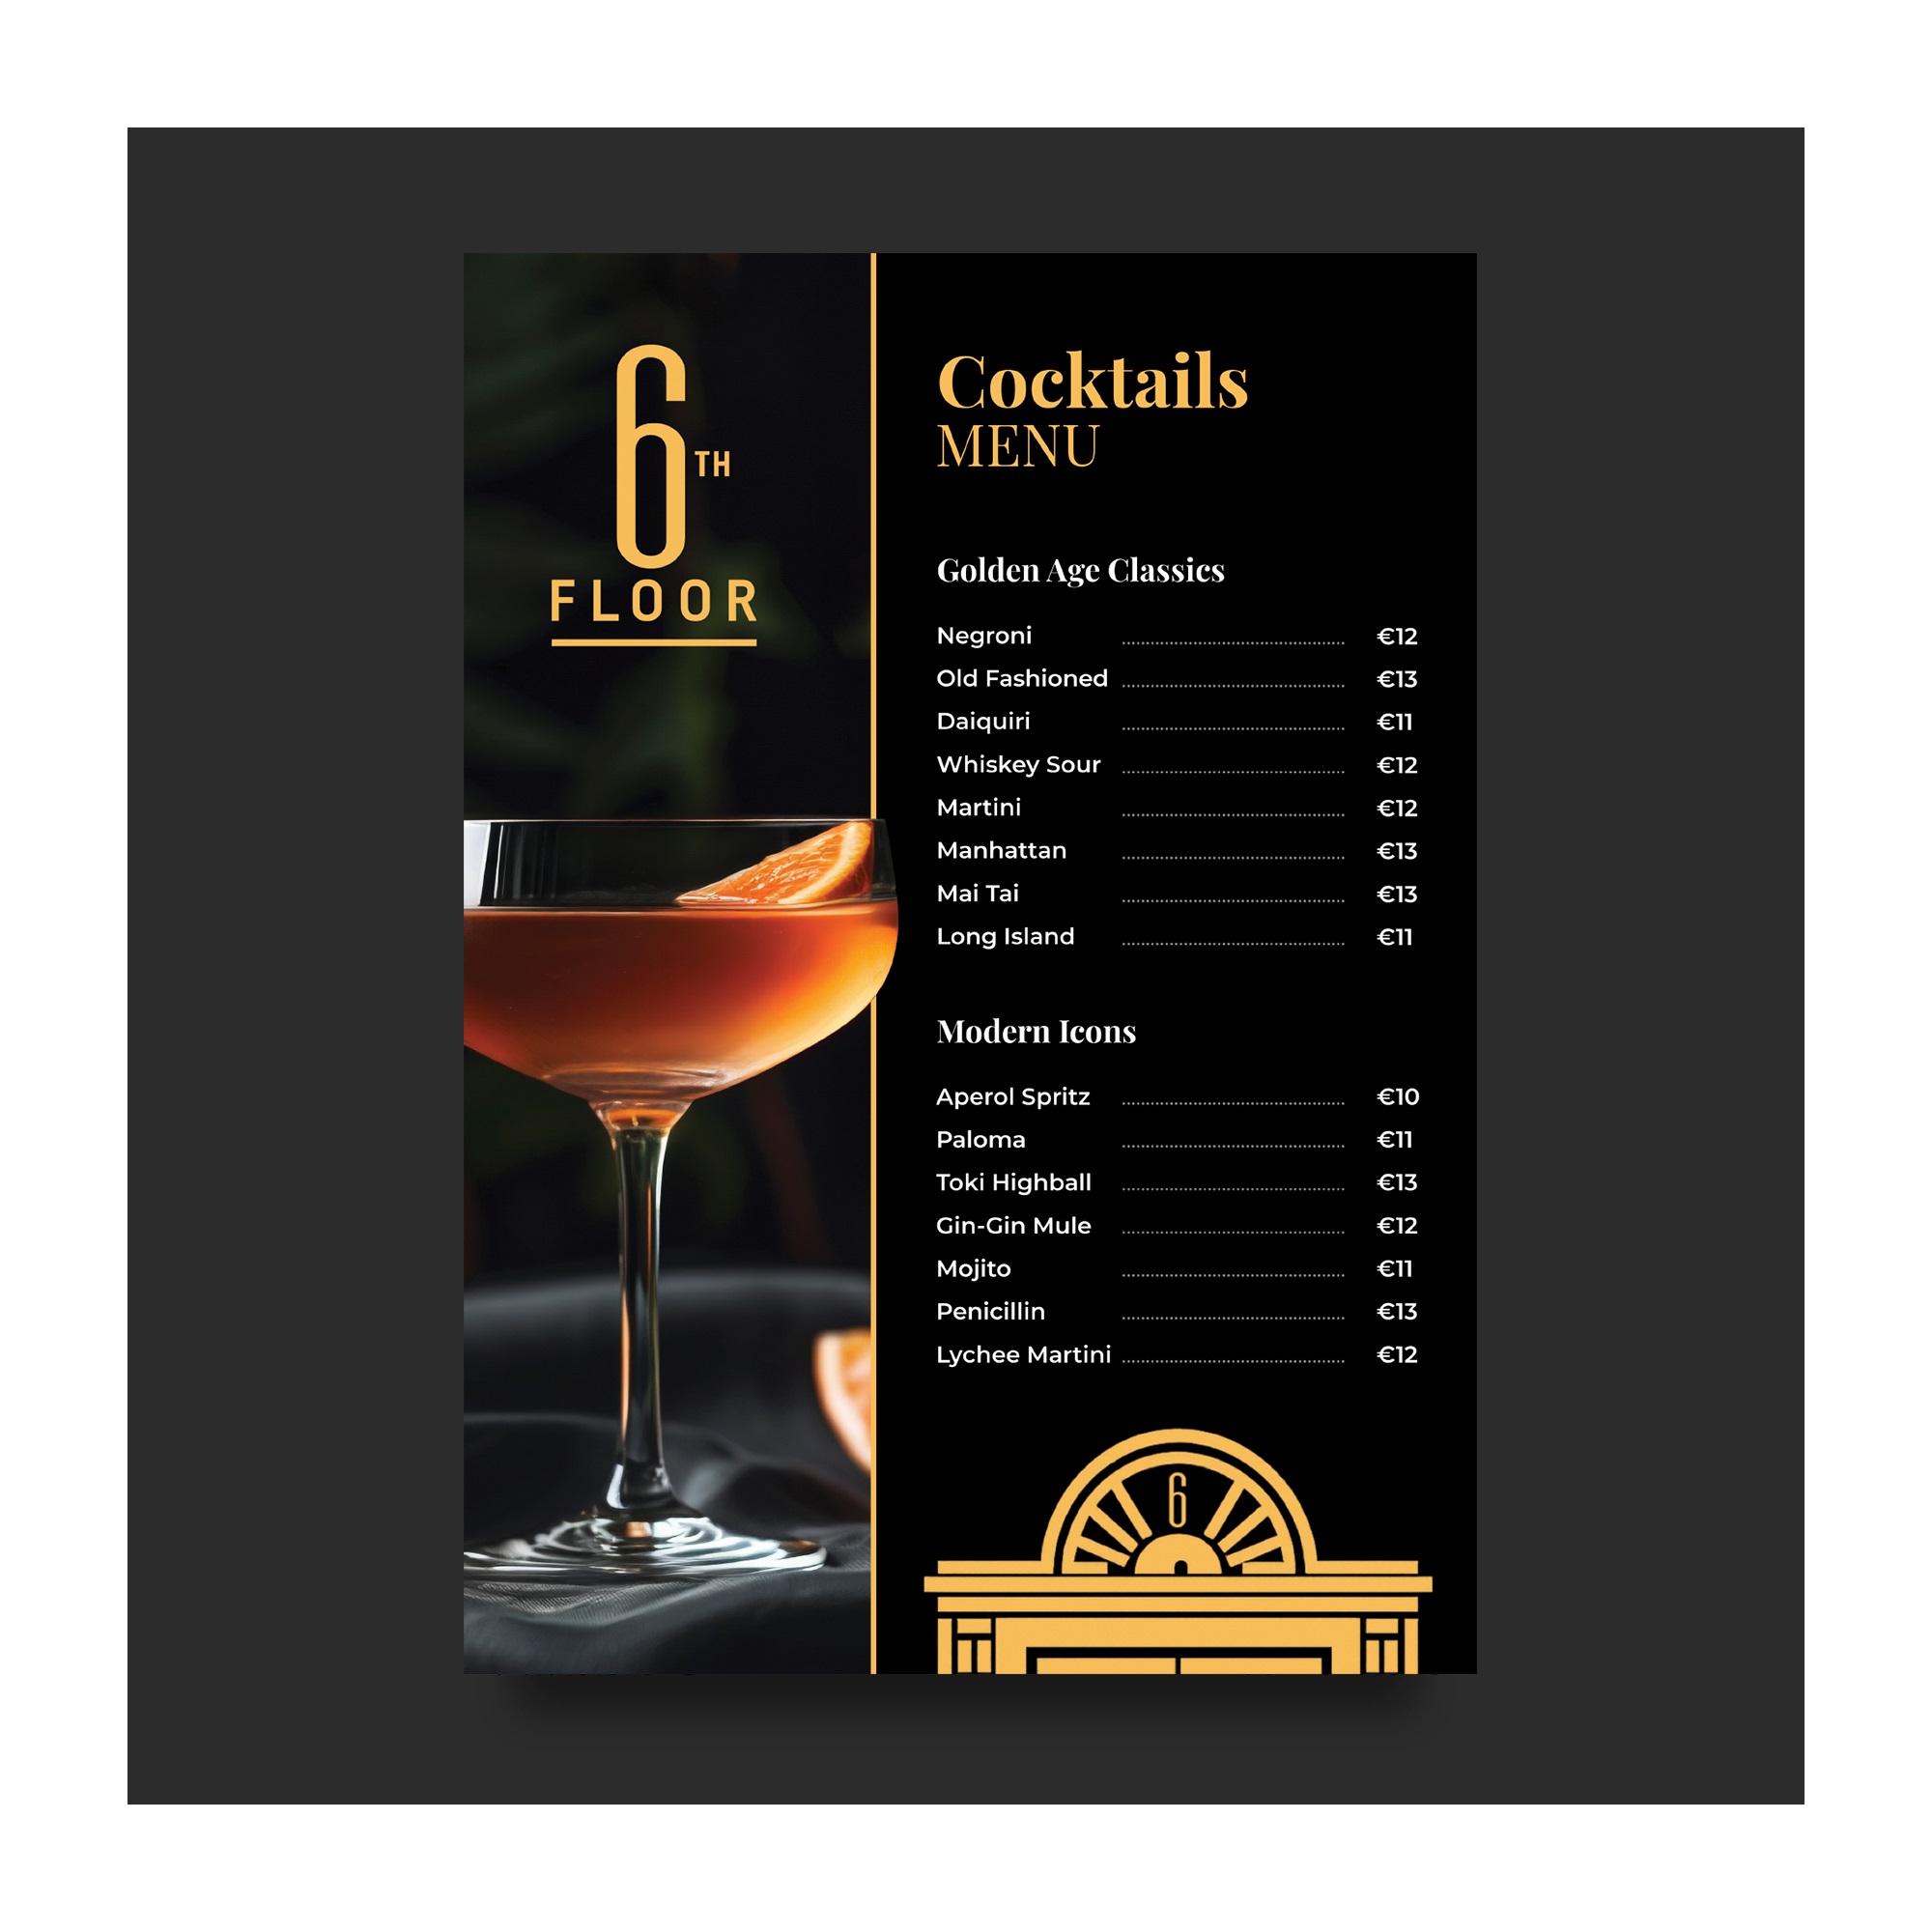 6TH
FLOOR
Cocktails
MENU
Golden Age Classics
Negroni ........ €12
Old Fashioned ........ €13
Daiquiri ........ €11
Whiskey Sour ........ €12
Martini ........ €12
Manhattan ........ €13
Mai Tai ........ €13
Long Island ........ €11
Modern Icons
Aperol Spritz ........ €10
Paloma ........ €11
Toki Highball ........ €13
Gin-Gin Mule ........ €12
Mojito ........ €11
Penicillin ........ €13
Lychee Martini ........ €12
6